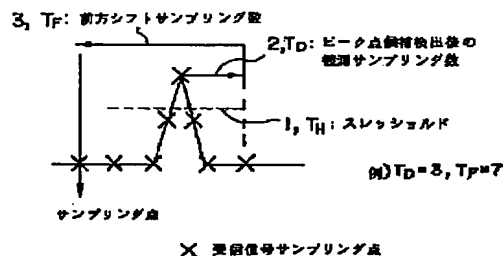 3, TF: 前方シフトサンプリング数
2, TD: ピーク点候補検出後の
観測サンプリング数
1, TH: スレッショルド
例) TD=3, TF=7
サンプリング点
× 受信信号サンプリング点